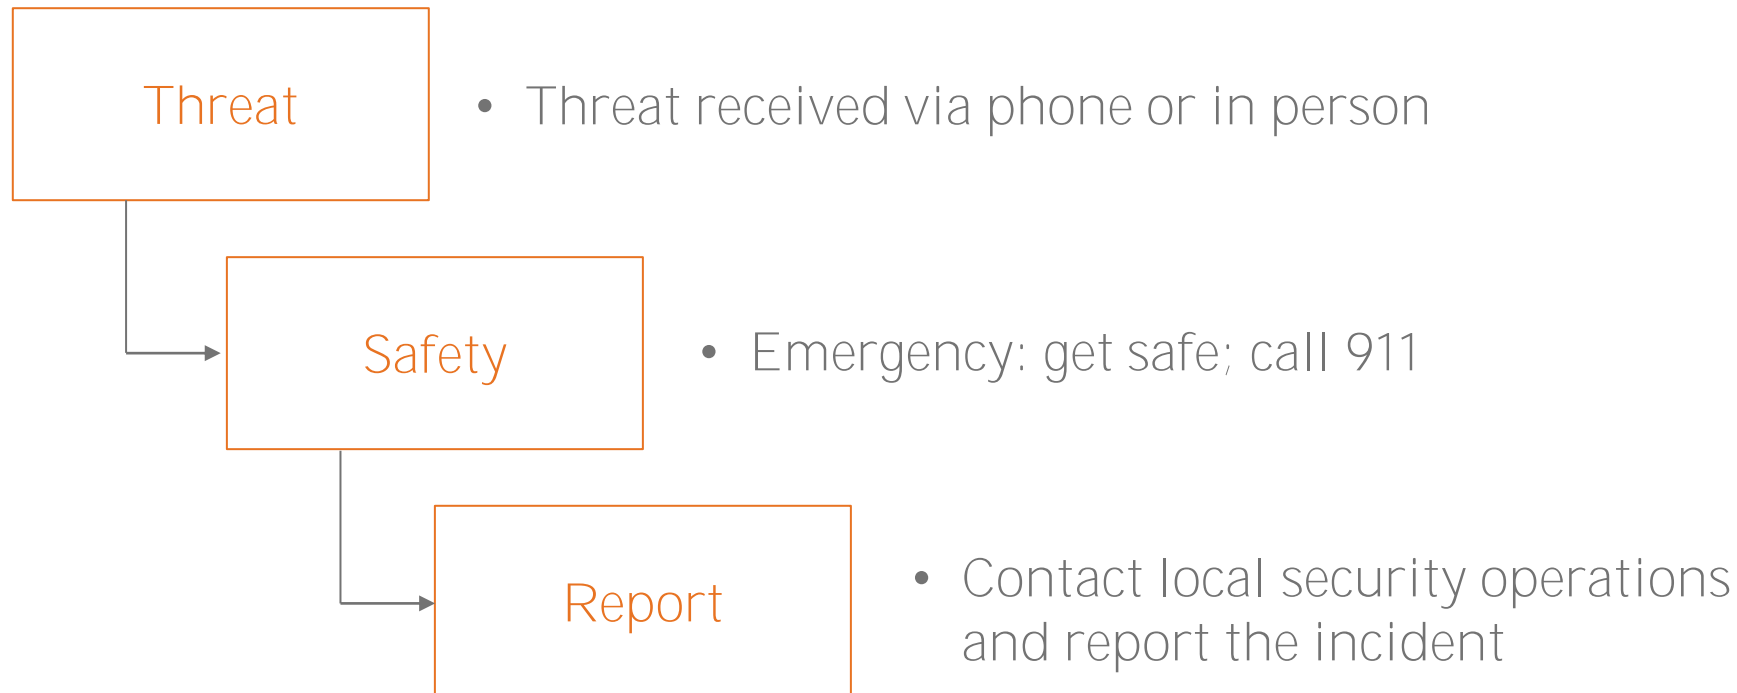 Threat
• Threat received via phone or in person
Safety
• Emergency: get safe; call 911
Report
• Contact local security operations
and report the incident